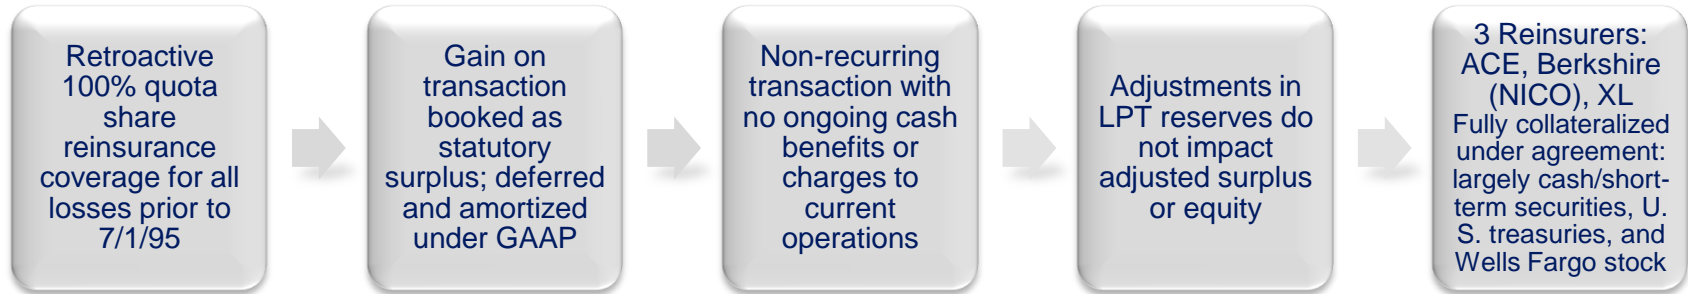 Retroactive
100% quota
share
reinsurance
coverage for all
losses prior to
7/1/95
Gain on
transaction
booked as
statutory
surplus; deferred
and amortized
under GAAP
Non-recurring
transaction with
no ongoing cash
benefits or
charges to
current
operations
Adjustments in
LPT reserves do
not impact
adjusted surplus
or equity
3 Reinsurers:
ACE, Berkshire
(NICO), XL
Fully collateralized
under agreement:
largely cash/short-
term securities, U.
S. treasuries, and
Wells Fargo stock